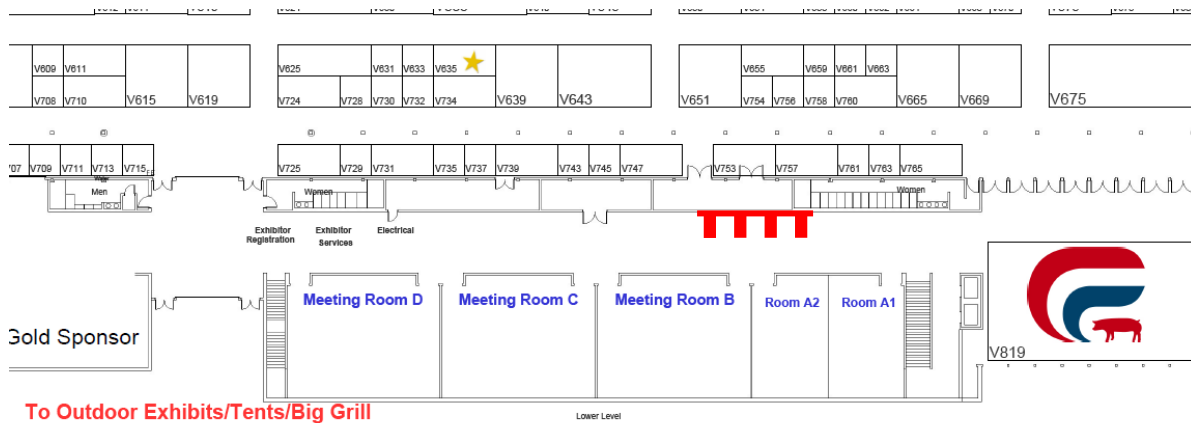 V609 V611
V625 V631 V633 V635
V655 V659 V661 V663
V708 V710 V615 V619
V724 V728 V730 V732 V734 V639 V643
V651 V754 V756 V758 V760 V665 V669
V675
V709 V711 V713 V715
V725 V729 V731 V735 V737 V739 V743 V745 V747
V753 V757 V761 V763 V765
Water
Men
Women
Women
Exhibitor
Registration
Exhibitor
Services
Electrical
Meeting Room D
Meeting Room C
Meeting Room B
Room A2
Room A1
Gold Sponsor
V819
To Outdoor Exhibits/Tents/Big Grill
Lower Level